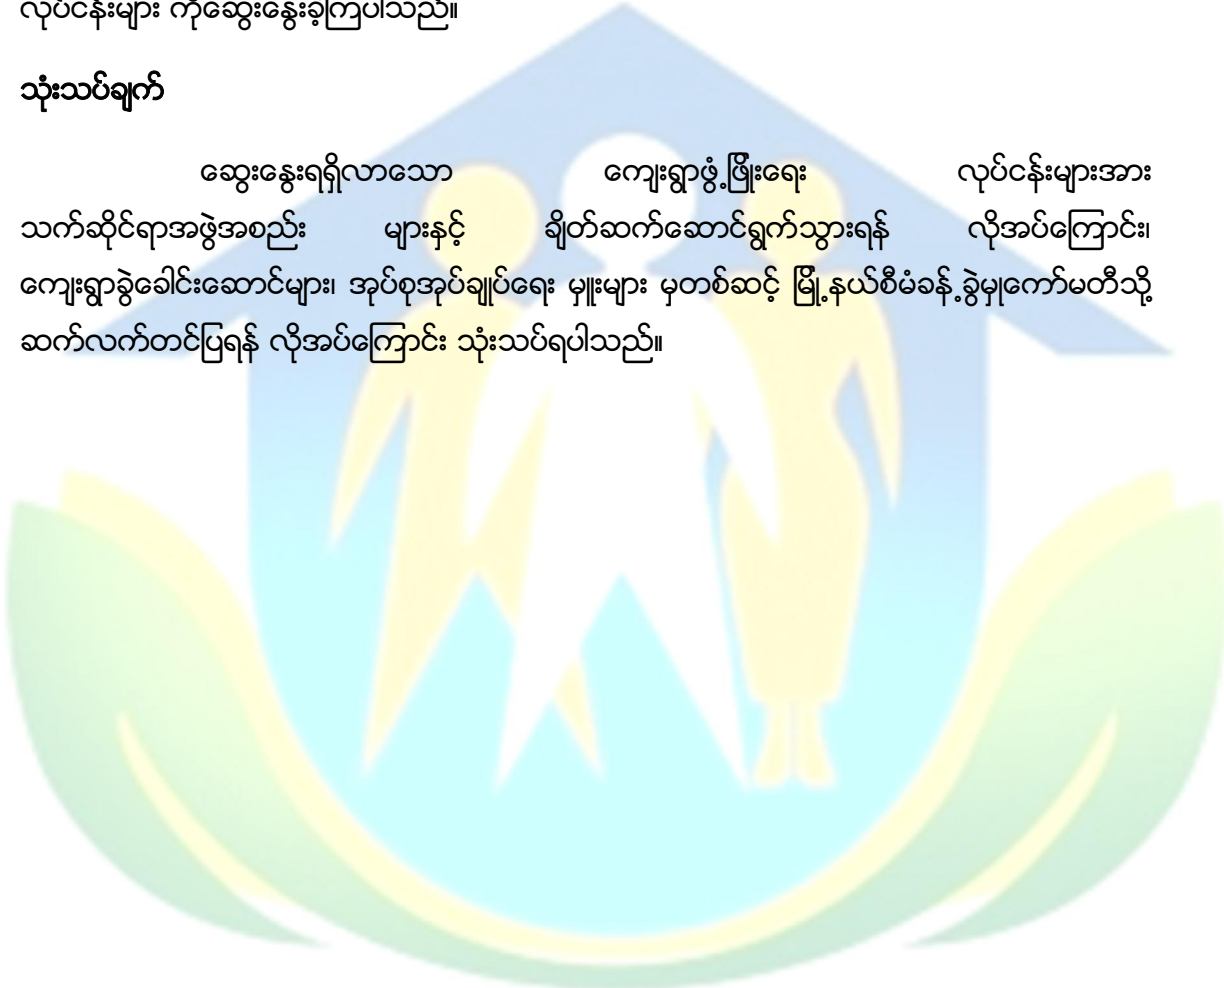 လုပ်ငန်းများ ကိုဆွေးနွေးခဲ့ကြပါသည်။
သုံးသပ်ချက်
ဆွေးနွေးရရှိလာသော ကျေးရွာဖွံ့ဖြိုးရေး လုပ်ငန်းများအား
သက်ဆိုင်ရာအဖွဲ့အစည်း များနှင့် ချိတ်ဆက်ဆောင်ရွက်သွားရန် လိုအပ်ကြောင်း၊
ကျေးရွာခွဲခေါင်းဆောင်များ၊ အုပ်စုအုပ်ချုပ်ရေး မှူးများ မှတစ်ဆင့် မြို့နယ်စီမံခန့်ခွဲမှုကော်မတီသို့
ဆက်လက်တင်ပြရန် လိုအပ်ကြောင်း သုံးသပ်ရပါသည်။